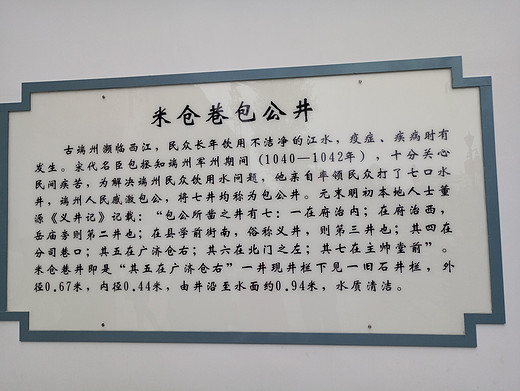 米仓巷包公井
古端州濒临西江，民众长年饮用不洁净的江水，疫症、疾病时有
发生。宋代名臣包拯知端州军州期间（1040—1042年），十分关心
民间疾苦，为解决端州民众饮用水问题，他亲自率领民众打了七口水
井，端州人民感激包公，将七井均称为包公井。元末明初本地人士董
源《义井记》记载：“包公所凿之井有七：一在府治内；在府治西，
岳庙旁则第二井也；在县学前街南，俗称义井，则第三井也；其四在
分司巷口；其五在广济仓右；其六在北门之左；其七在主帅堂前”。
米仓巷井即是“其五在广济仓右”一井现井栏下见一旧石井栏，外
径0.67米，内径0.44米，由井沿至水面约0.94米，水质清洁。